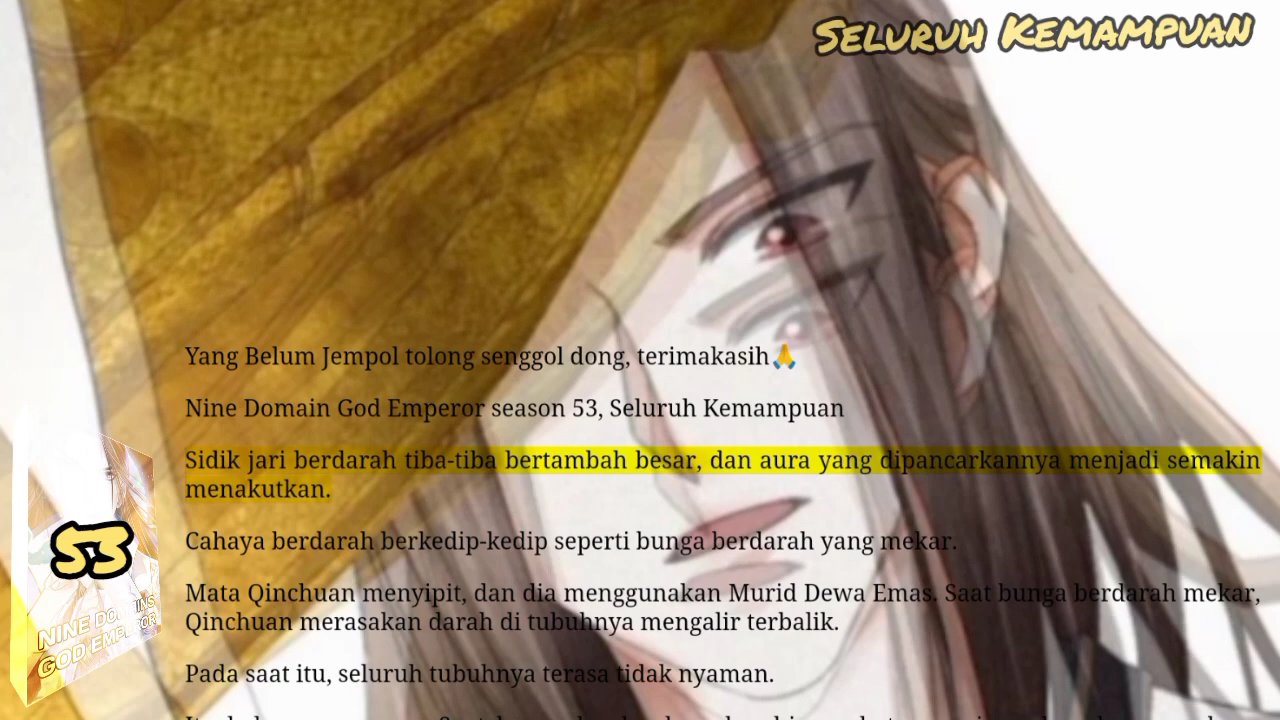 Seluruh Kemampuan
Yang Belum Jempol tolong senggol dong, terimakasih🙏
Nine Domain God Emperor season 53, Seluruh Kemampuan
Sidik jari berdarah tiba-tiba bertambah besar, dan aura yang dipancarkannya menjadi semakin
menakutkan.
Cahaya berdarah berkedip-kedip seperti bunga berdarah yang mekar.
Mata Qinchuan menyipit, dan dia menggunakan Murid Dewa Emas. Saat bunga berdarah mekar,
Qinchuan merasakan darah di tubuhnya mengalir terbalik.
Pada saat itu, seluruh tubuhnya terasa tidak nyaman.
53
NINE DOMAINS
GOD EMPEROR